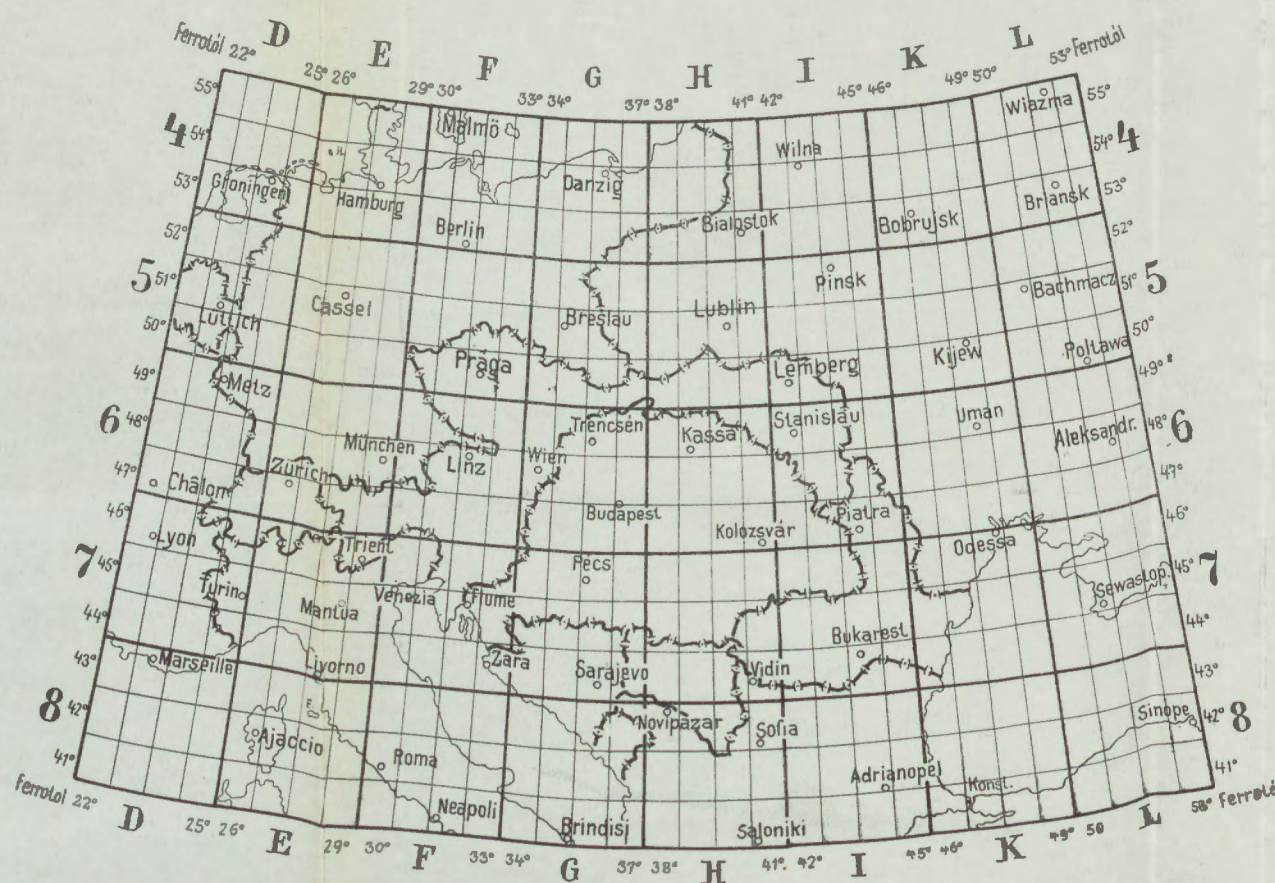 D E F G H I K L
Ferrotól 22° 25° 26° 29° 30° 33° 34° 37° 38° 41° 42° 45° 46° 49° 50° 53° Ferrotól
55° Malmö Wiazma 55°
4 54° Wilna 54° 4
53° Groningen Hamburg Danzig Briansk 53°
52° Berlin Bialostok Bobrujsk 52°
5 51° Cassel Pinsk Bachmacz 51° 5
50° Lüttich Breslau Lublin 50°
Metz Prága Lemberg Kijew Poltawa
49° 49°
6 48° Trencsén Kassa Stanislau Uman Aleksandr. 48° 6
München Linz Wien
47° Zürich 47°
Châlon Budapest Piatra
46° Kolozsvár Odessa 46°
Lyon Trient
7 45° Turin Mantua Venezia Fiume Pécs Sewastop. 45° 7
44° Bukarest 44°
43° Marseille Livorno Zara Sarajevo Vidin 43°
8 42° Ajaccio Novipazar Sofia Sinope 42° 8
41° Roma Adrianopel Konst. 41°
Neapoli Brindisi Saloniki
Ferrotol 22° 25° 26° 29° 30° 33° 34° 37° 38° 41° 42° 45° 46° 49° 50 58° Ferrotól
D E F G H I K L